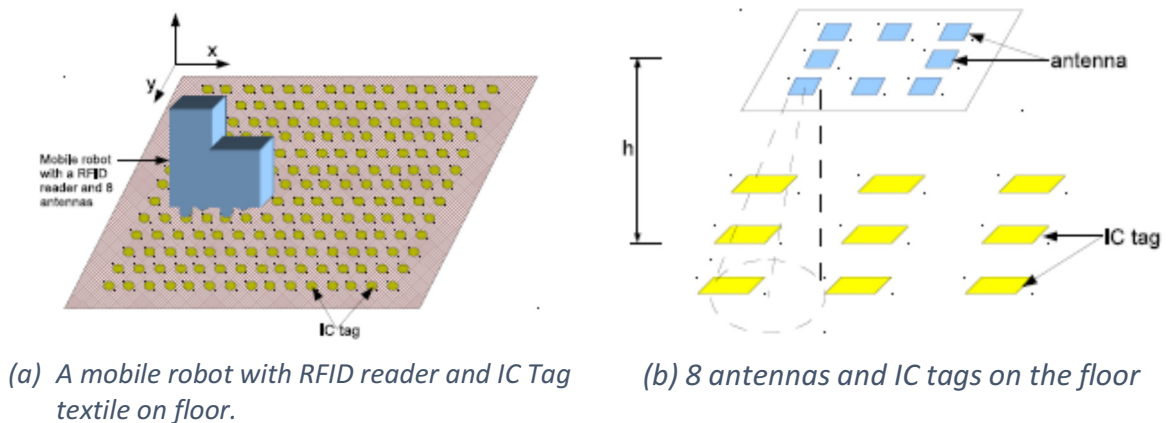 x
y
Mobile robot
with a RFID
reader and 8
antennas
IC tag
antenna
h
IC tag
(a) A mobile robot with RFID reader and IC Tag
textile on floor.
(b) 8 antennas and IC tags on the floor